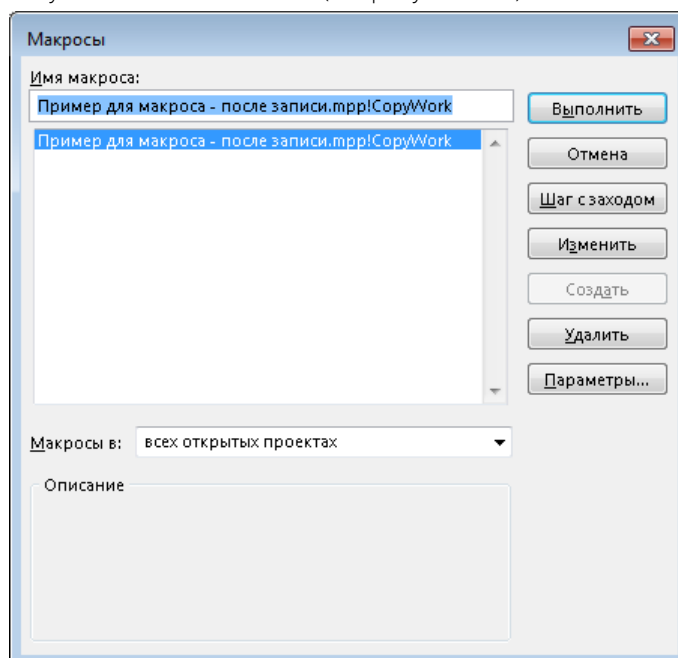 Макросы
Имя макроса:
Пример для макроса - после записи.mpp!CopyWork
Выполнить
Пример для макроса - после записи.mpp!CopyWork
Отмена
Шаг с заходом
Изменить
Создать
Удалить
Параметры...
Макросы в:
всех открытых проектах
Описание